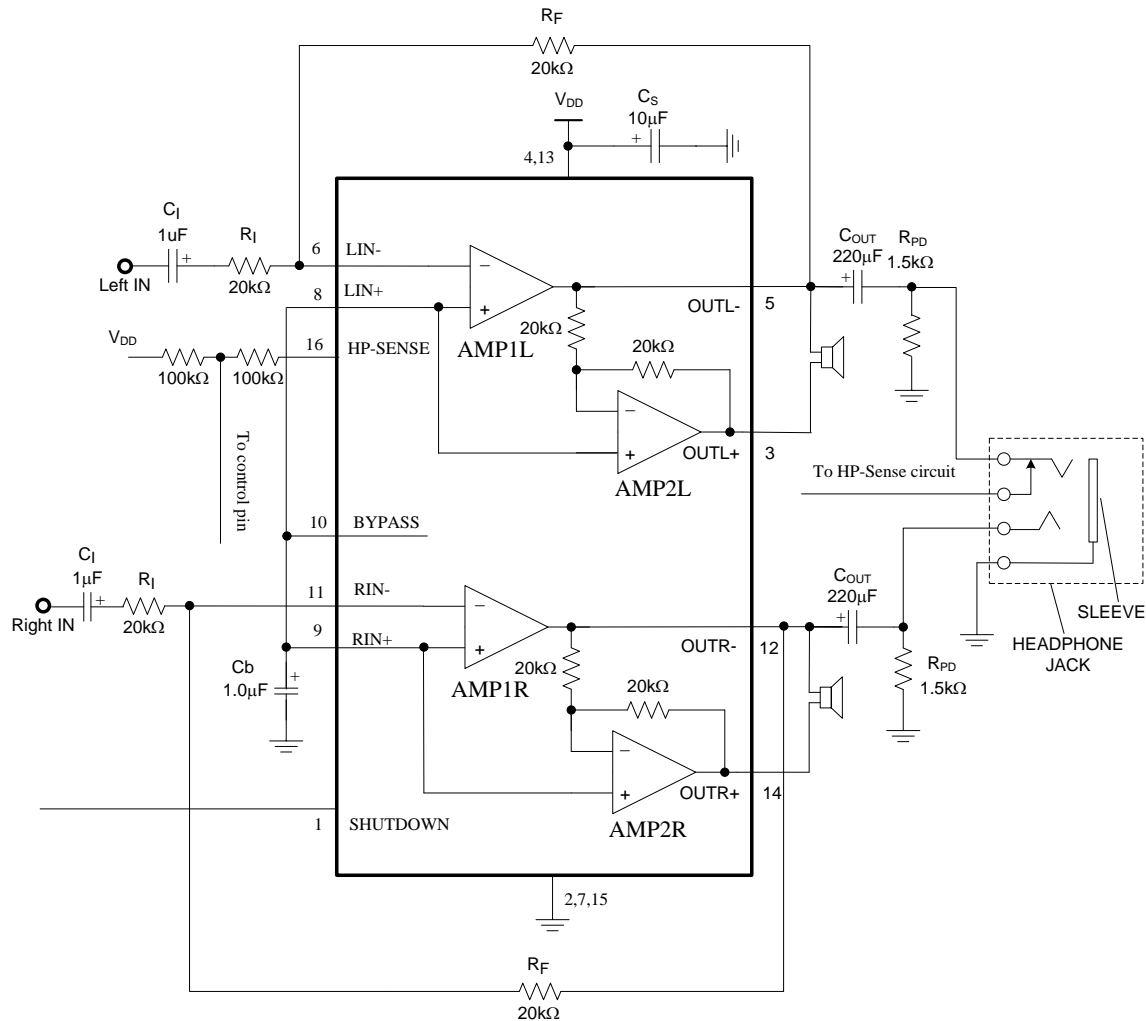 RF
20kΩ
VDD
CS
10µF
+
4,13
CI
1uF
+
RI
20kΩ
Left IN
6
LIN-
8
LIN+
VDD
100kΩ
100kΩ
16
HP-SENSE
To control pin
−
+
AMP1L
20kΩ
20kΩ
−
+
AMP2L
OUTL-
5
OUTL+
3
COUT
220µF
+
RPD
1.5kΩ
To HP-Sense circuit
SLEEVE
HEADPHONE
JACK
10
BYPASS
CI
1µF
+
RI
20kΩ
Right IN
11
RIN-
9
RIN+
Cb
1.0µF
+
−
+
AMP1R
20kΩ
20kΩ
−
+
AMP2R
OUTR-
12
OUTR+
14
COUT
220µF
+
RPD
1.5kΩ
1
SHUTDOWN
2,7,15
RF
20kΩ